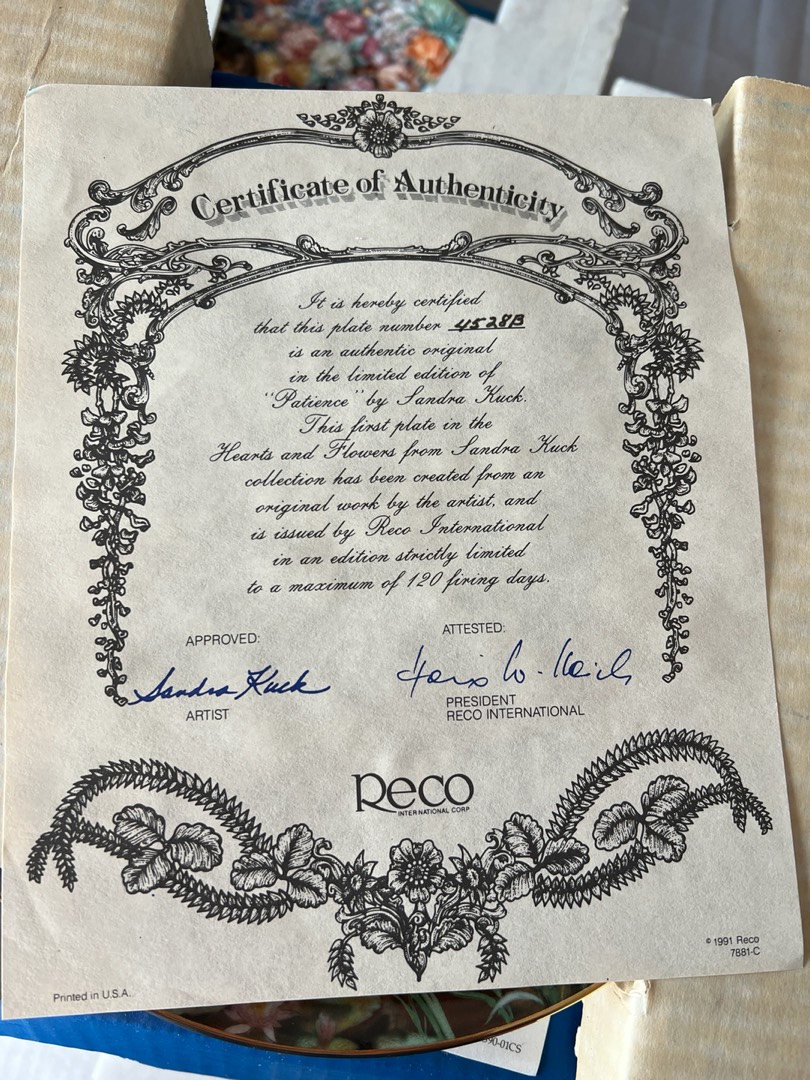 Certificate of Authenticity
It is hereby certified
that this plate number 4528B
is an authentic original
in the limited edition of
"Patience" by Sandra Kuck.
This first plate in the
Hearts and Flowers from Sandra Kuck
collection has been created from an
original work by the artist, and
is issued by Reco International
in an edition strictly limited
to a maximum of 120 firing days.
APPROVED:
Sandra Kuck
ARTIST
ATTESTED:
PRESIDENT
RECO INTERNATIONAL
Reco
INTERNATIONAL CORP.
© 1991 Reco
7881-C
Printed in U.S.A.
90-01CS